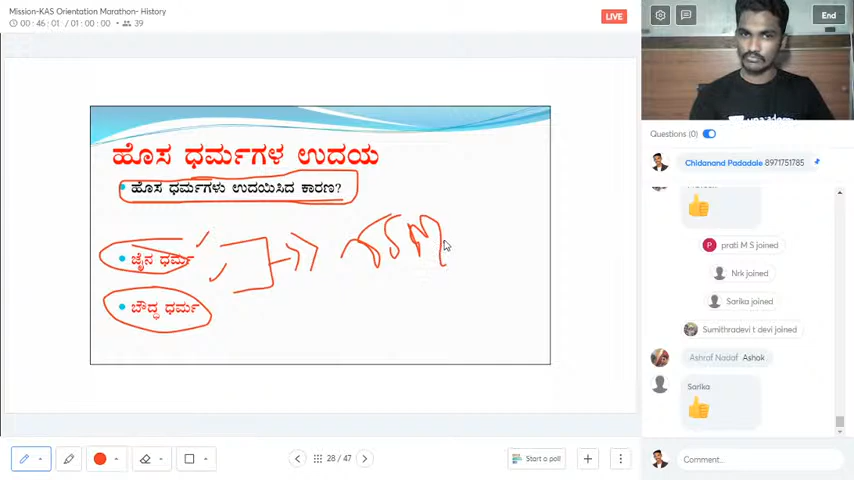 Mission-KAS Orientation Marathon- History
00 : 45 : 01 / 01 : 00 : 00 • 39
LIVE
End
ಹೊಸ ಧರ್ಮಗಳ ಉದಯ
ಹೊಸ ಧರ್ಮಗಳು ಉದಯಿಸಿದ ಕಾರಣ?
ಜೈನ ಧರ್ಮ
ಬೌದ್ಧ ಧರ್ಮ
Questions (0)
Chidanand Padadale 8971751785
P prati M S joined
Nrk joined
Sarika joined
Sumithradevi t devi joined
Ashraf Nadaf Ashok
Sarika
28 / 47
Start a poll
Comment...